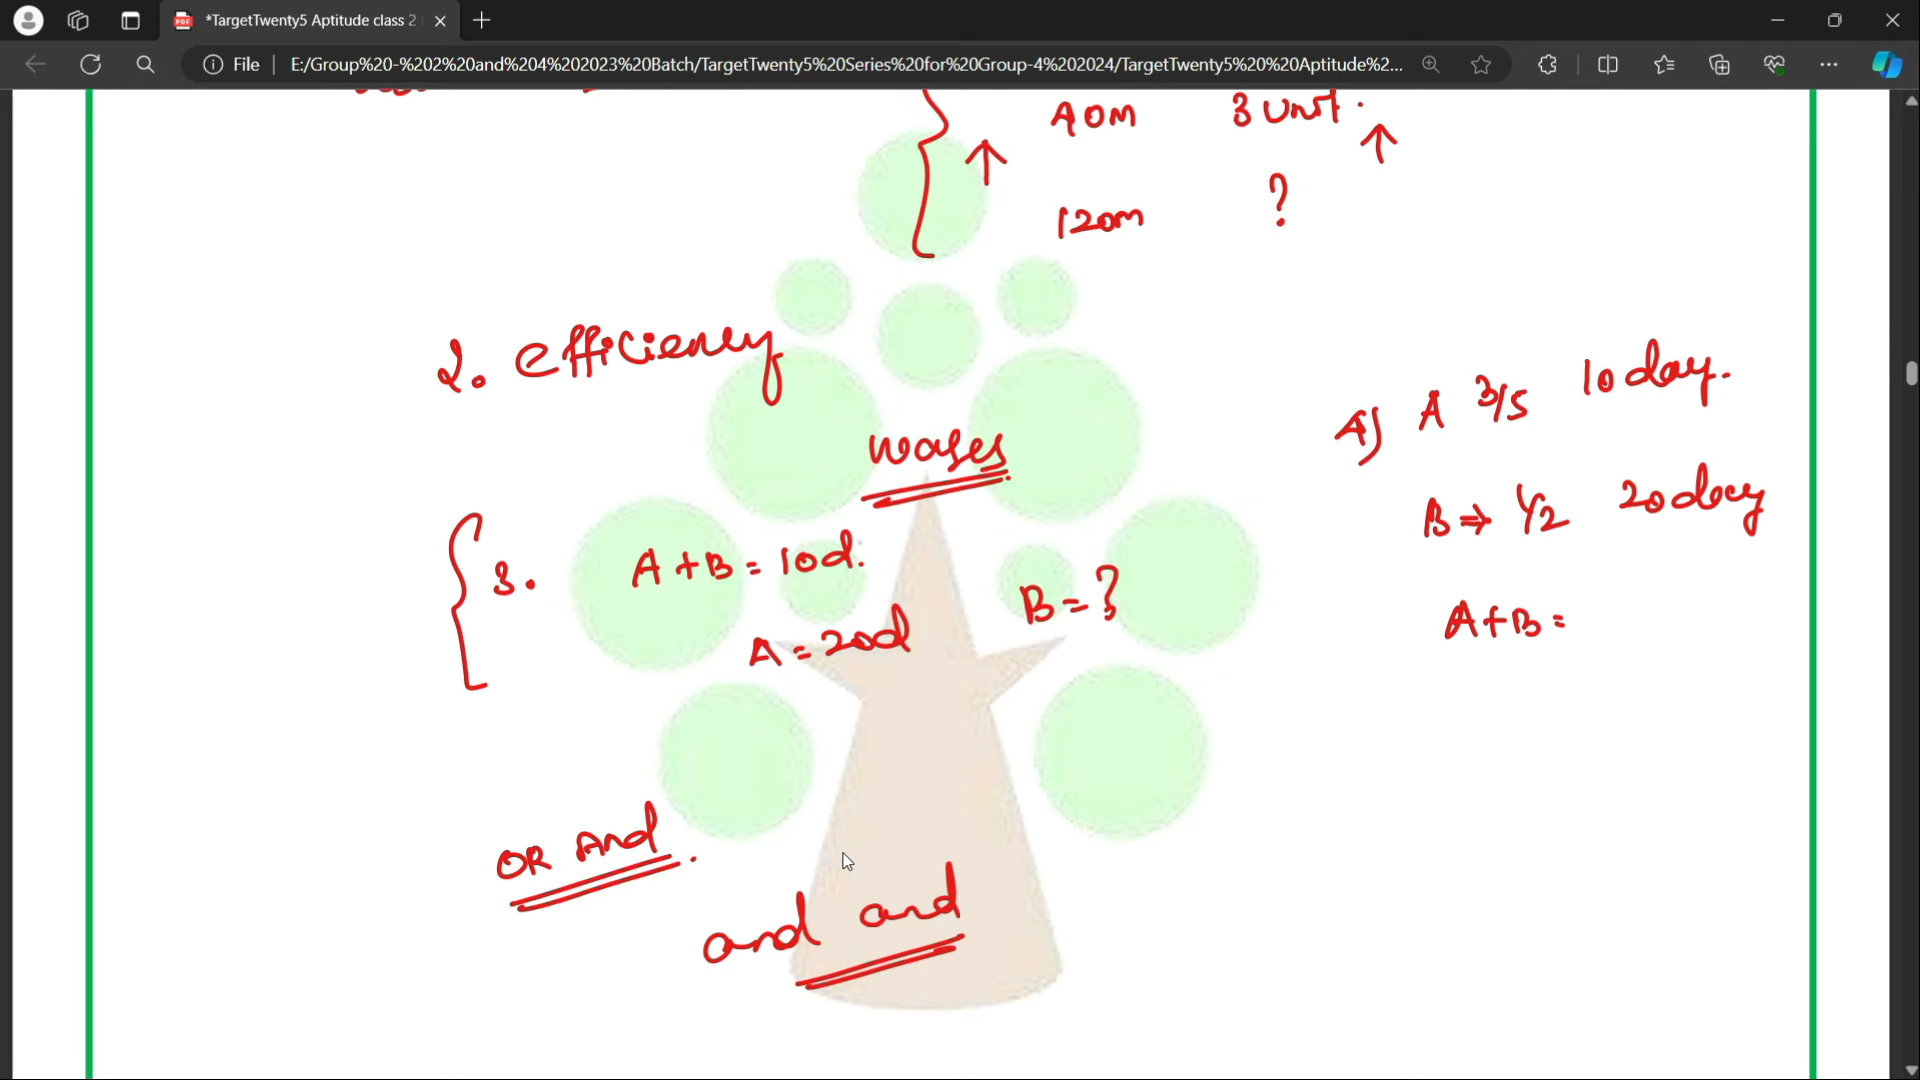 *TargetTwenty5 Aptitude class 2
File
E:/Group%20-%202%20and%204%202023%20Batch/TargetTwenty5%20Series%20for%20Group-4%202024/TargetTwenty5%20%20Aptitude%2...
40m 3 unit.
120m ?
2. efficiency
wages
3. A+B = 10d.
A = 20d B = ?
4) A 3/5 10 day.
B ⇒ 1/2 20 day
A+B =
OR And.
and and